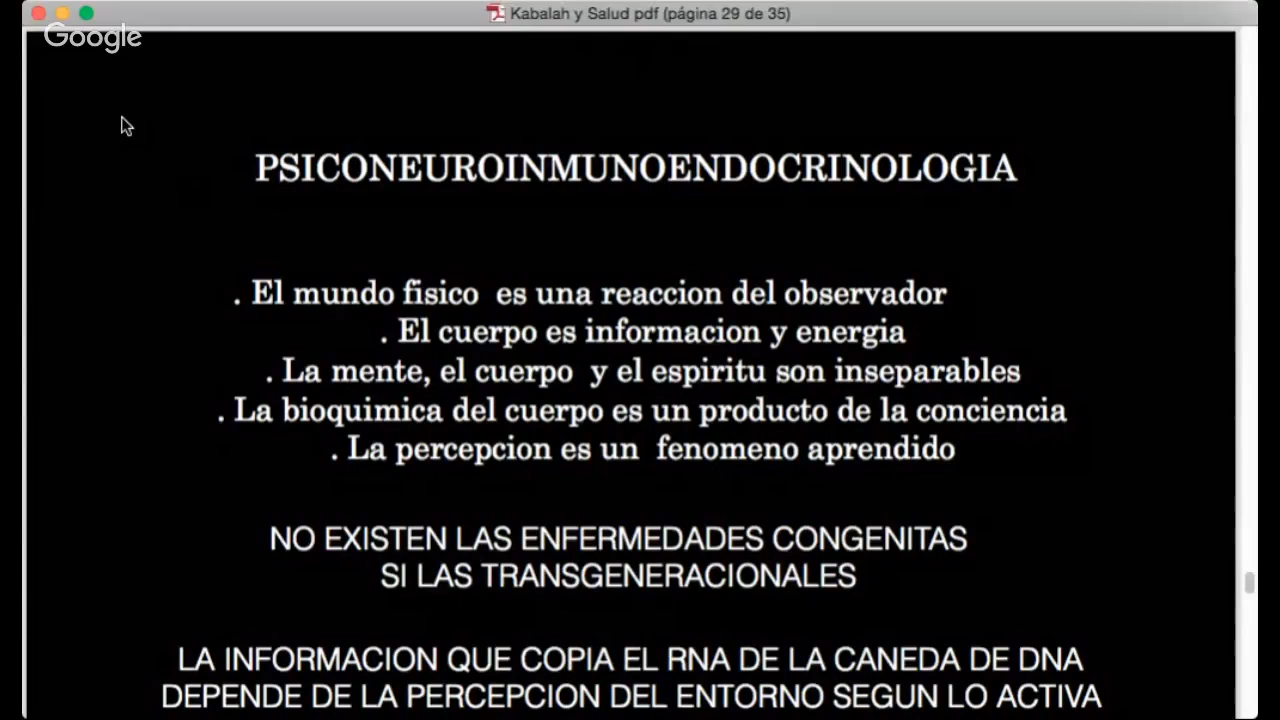 Kabalah y Salud pdf (página 29 de 35)
Google
PSICONEUROINMUNOENDOCRINOLOGIA
. El mundo fisico es una reaccion del observador
. El cuerpo es informacion y energia
. La mente, el cuerpo y el espiritu son inseparables
. La bioquimica del cuerpo es un producto de la conciencia
. La percepcion es un fenomeno aprendido
NO EXISTEN LAS ENFERMEDADES CONGENITAS
SI LAS TRANSGENERACIONALES
LA INFORMACION QUE COPIA EL RNA DE LA CANEDA DE DNA
DEPENDE DE LA PERCEPCION DEL ENTORNO SEGUN LO ACTIVA